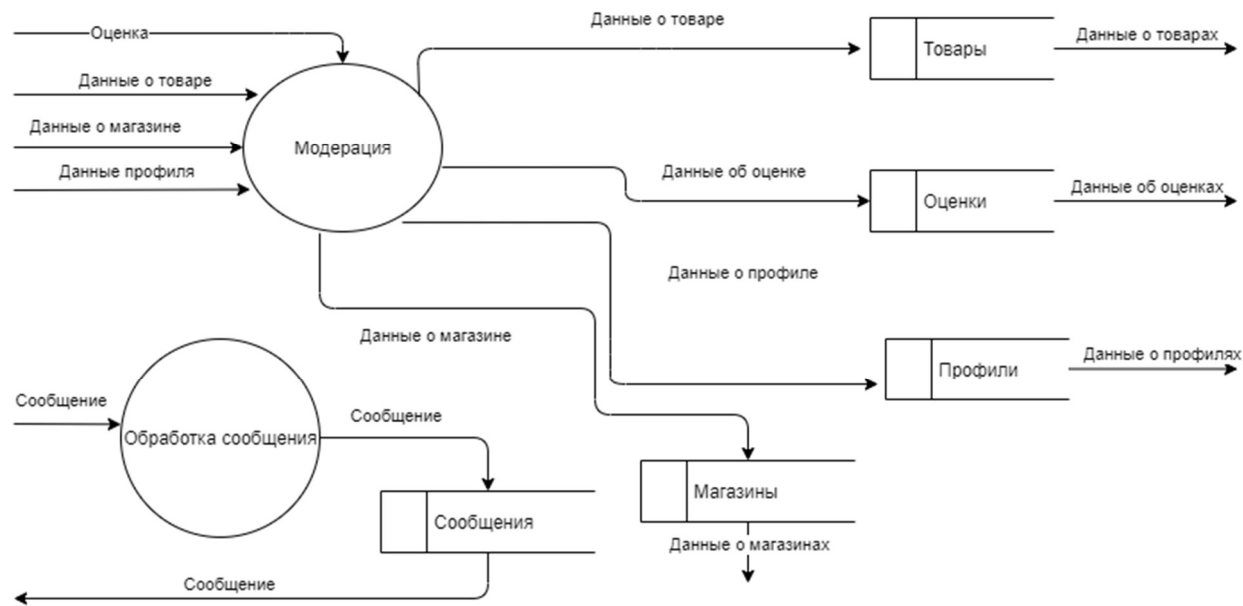 Оценка
Данные о товаре
Товары
Данные о товарах
Данные о товаре
Данные о магазине
Модерация
Данные профиля
Данные об оценке
Оценки
Данные об оценках
Данные о профиле
Данные о магазине
Профили
Данные о профилях
Сообщение
Обработка сообщения
Сообщение
Сообщения
Магазины
Данные о магазинах
Сообщение